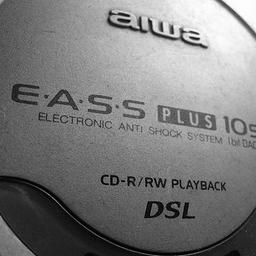 aiwa
E·A·S·S PLUS 10s
ELECTRONIC ANTI SHOCK SYSTEM 1bit DAC
CD-R/RW PLAYBACK
DSL